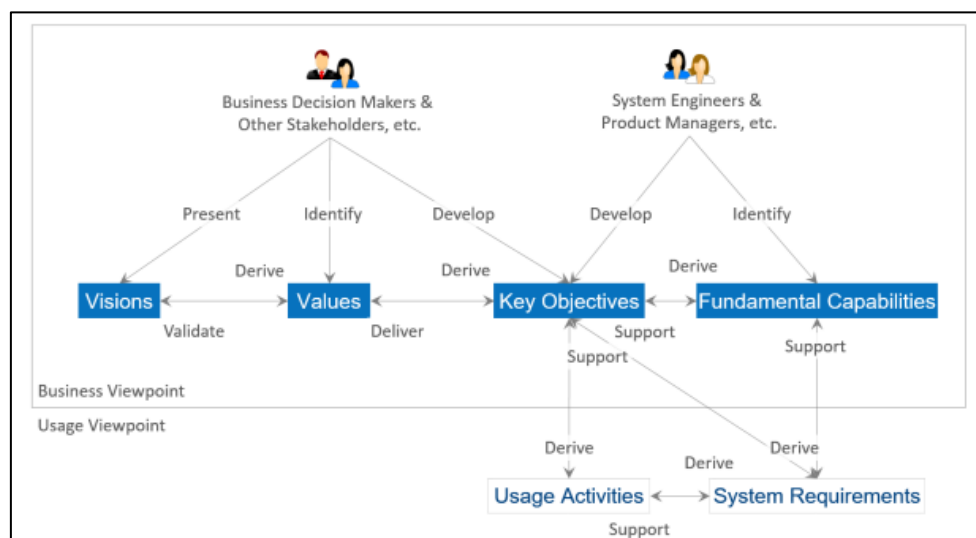 Business Decision Makers &
Other Stakeholders, etc.
System Engineers &
Product Managers, etc.
Present
Identify
Develop
Develop
Identify
Derive
Derive
Derive
Visions
Values
Key Objectives
Fundamental Capabilities
Validate
Deliver
Support
Support
Support
Business Viewpoint
Usage Viewpoint
Derive
Derive
Derive
Usage Activities
System Requirements
Support